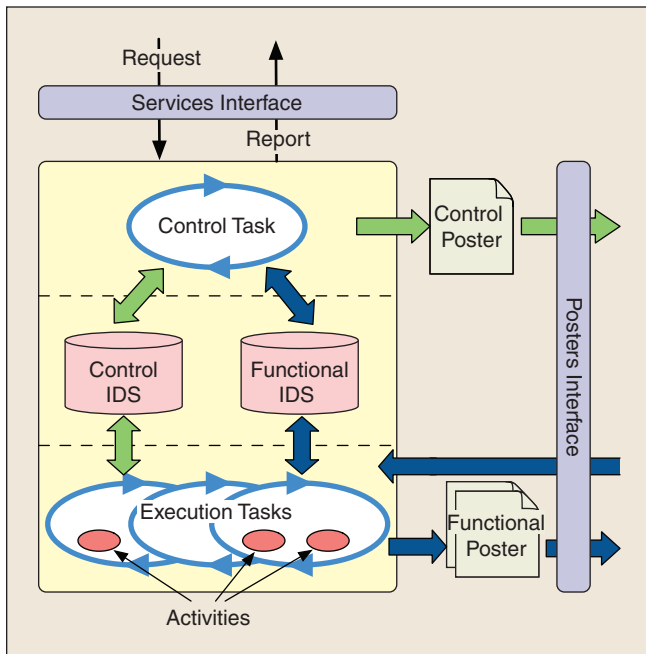 Request
Services Interface
Report
Control Task
Control
Poster
Control
IDS
Functional
IDS
Posters Interface
Execution Tasks
Functional
Poster
Activities